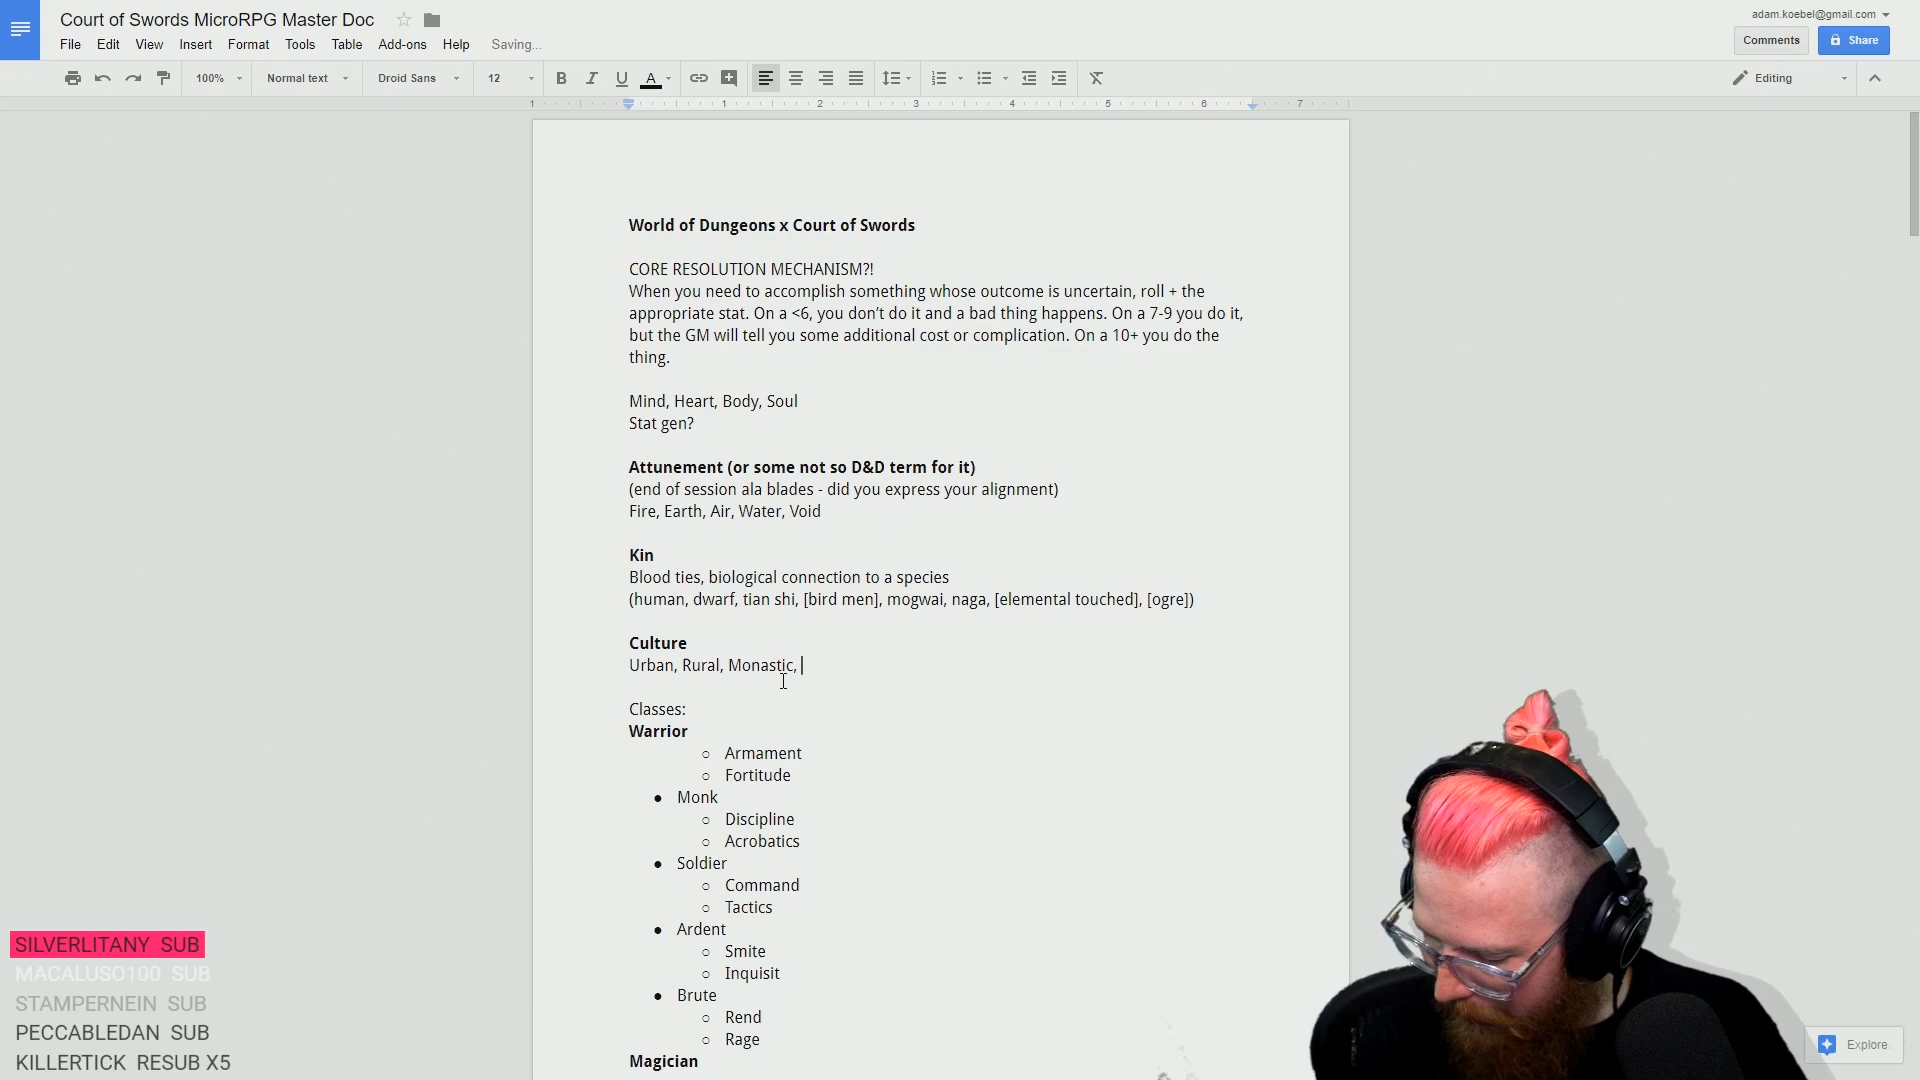 Court of Swords MicroRPG Master Doc
adam.koebel@gmail.com
File Edit View Insert Format Tools Table Add-ons Help Saving...
Comments
Share
100% Normal text Droid Sans 12 B I U A Editing
1 1 2 3 4 5 6 7
World of Dungeons x Court of Swords
CORE RESOLUTION MECHANISM?!
When you need to accomplish something whose outcome is uncertain, roll + the
appropriate stat. On a <6, you don’t do it and a bad thing happens. On a 7-9 you do it,
but the GM will tell you some additional cost or complication. On a 10+ you do the
thing.
Mind, Heart, Body, Soul
Stat gen?
Attunement (or some not so D&D term for it)
(end of session ala blades - did you express your alignment)
Fire, Earth, Air, Water, Void
Kin
Blood ties, biological connection to a species
(human, dwarf, tian shi, [bird men], mogwai, naga, [elemental touched], [ogre])
Culture
Urban, Rural, Monastic,
Classes:
Warrior
○ Armament
○ Fortitude
● Monk
○ Discipline
○ Acrobatics
● Soldier
○ Command
○ Tactics
● Ardent
○ Smite
○ Inquisit
● Brute
○ Rend
○ Rage
Magician
SILVERLITANY SUB
MACALUSO100 SUB
STAMPERNEIN SUB
PECCABLEDAN SUB
KILLERTICK RESUB X5
Explore